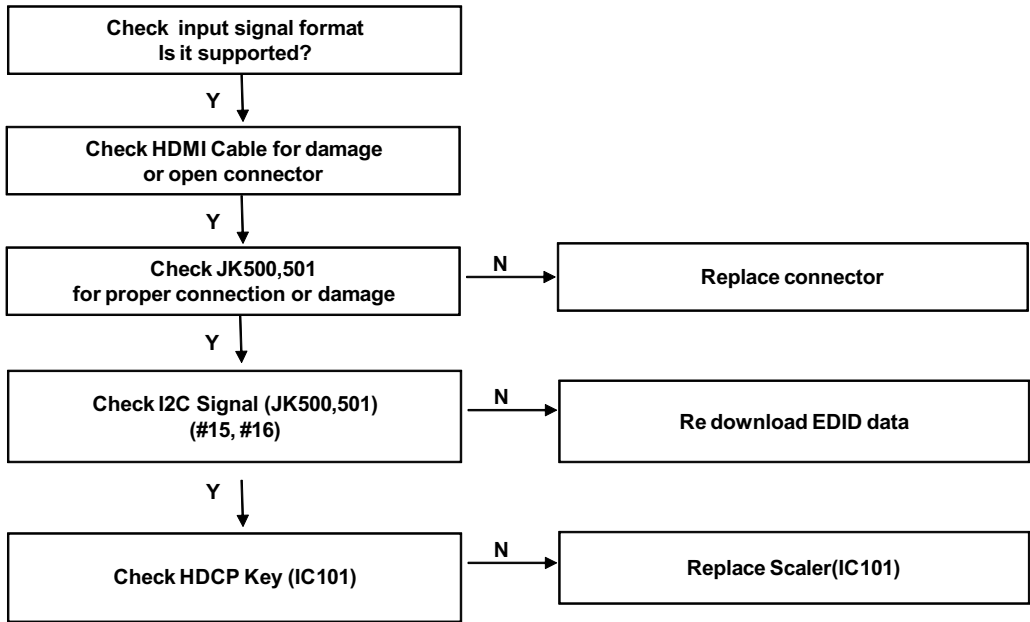 Check input signal format
Is it supported?
Y
Check HDMI Cable for damage
or open connector
Y
Check JK500,501
for proper connection or damage
N
Replace connector
Y
Check I2C Signal (JK500,501)
(#15, #16)
N
Re download EDID data
Y
Check HDCP Key (IC101)
N
Replace Scaler(IC101)